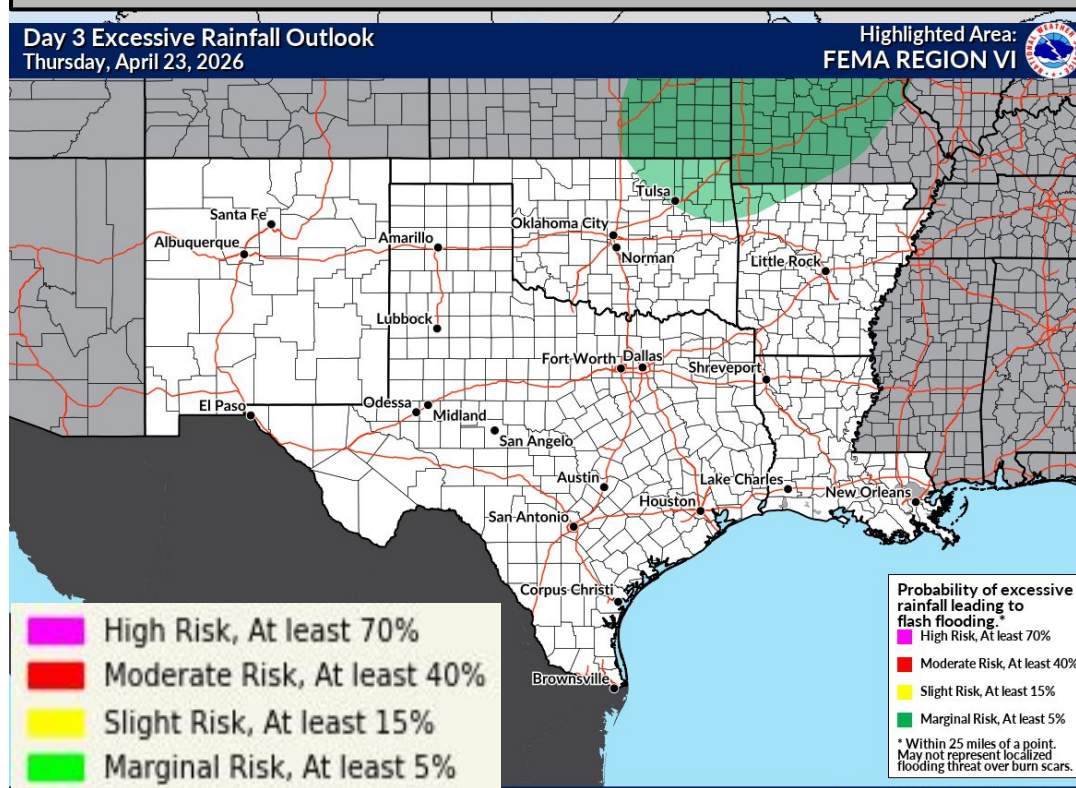 Day 3 Excessive Rainfall Outlook
Thursday, April 23, 2026
Highlighted Area:
FEMA REGION VI
Tulsa
Santa Fe
Oklahoma City
Albuquerque
Amarillo
Norman
Little Rock
Lubbock
Fort Worth
Dallas
Shreveport
El Paso
Odessa
Midland
San Angelo
Austin
Lake Charles
Houston
New Orleans
San Antonio
Corpus Christi
Brownsville
High Risk, At least 70%
Moderate Risk, At least 40%
Slight Risk, At least 15%
Marginal Risk, At least 5%
Probability of excessive
rainfall leading to
flash flooding.*
High Risk, At least 70%
Moderate Risk, At least 40%
Slight Risk, At least 15%
Marginal Risk, At least 5%
* Within 25 miles of a point.
May not represent localized
flooding threat over burn scars.